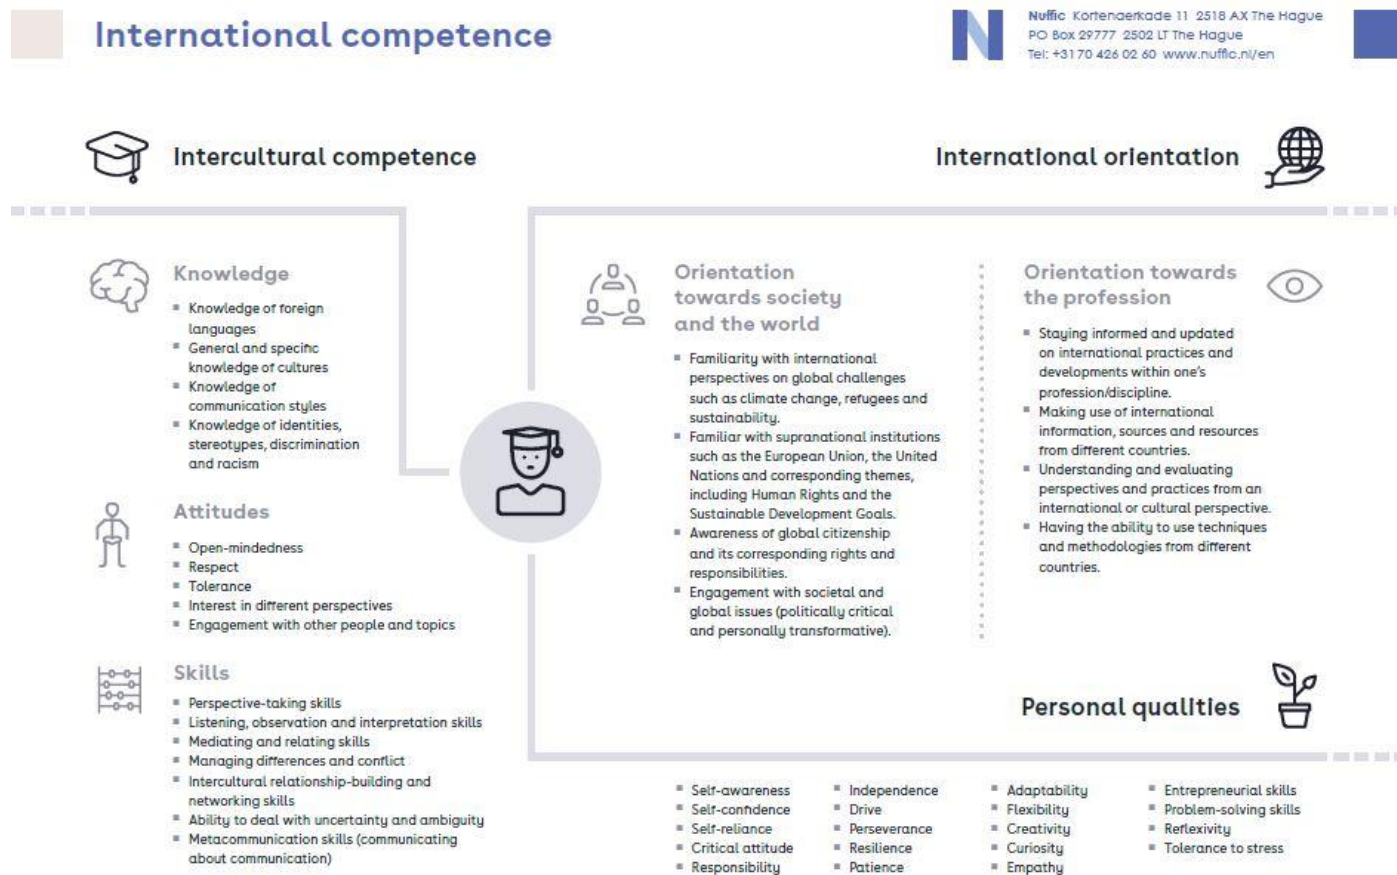 International competence
Nuffic Kortenaerkade 11 2518 AX The Hague
PO Box 29777 2502 LT The Hague
Tel: +3170 426 02 60 www.nuffic.nl/en
Intercultural competence
Knowledge
Knowledge of foreign
languages
General and specific
knowledge of cultures
Knowledge of
communication styles
Knowledge of identities,
stereotypes, discrimination
and racism
Attitudes
Open-mindedness
Respect
Tolerance
Interest in different perspectives
Engagement with other people and topics
Skills
Perspective-taking skills
Listening, observation and interpretation skills
Mediating and relating skills
Managing differences and conflict
Intercultural relationship-building and
networking skills
Ability to deal with uncertainty and ambiguity
Metacommunication skills (communicating
about communication)
International orientation
Orientation
towards society
and the world
Familiarity with international
perspectives on global challenges
such as climate change, refugees and
sustainability.
Familiar with supranational institutions
such as the European Union, the United
Nations and corresponding themes,
including Human Rights and the
Sustainable Development Goals.
Awareness of global citizenship
and its corresponding rights and
responsibilities.
Engagement with societal and
global issues (politically critical
and personally transformative).
Orientation towards
the profession
Staying informed and updated
on international practices and
developments within one's
profession/discipline.
Making use of international
information, sources and resources
from different countries.
Understanding and evaluating
perspectives and practices from an
international or cultural perspective.
Having the ability to use techniques
and methodologies from different
countries.
Personal qualities
Self-awareness
Self-confidence
Self-reliance
Critical attitude
Responsibility
Independence
Drive
Perseverance
Resilience
Patience
Adaptability
Flexibility
Creativity
Curiosity
Empathy
Entrepreneurial skills
Problem-solving skills
Reflexivity
Tolerance to stress